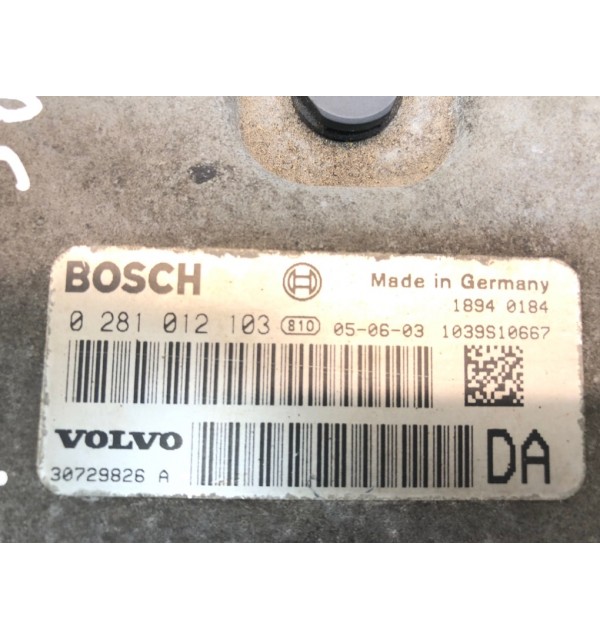 BOSCH
Made in Germany
1894 0184
0 281 012 103 810 05-06-03 1039S10667
VOLVO
30729826 A
DA